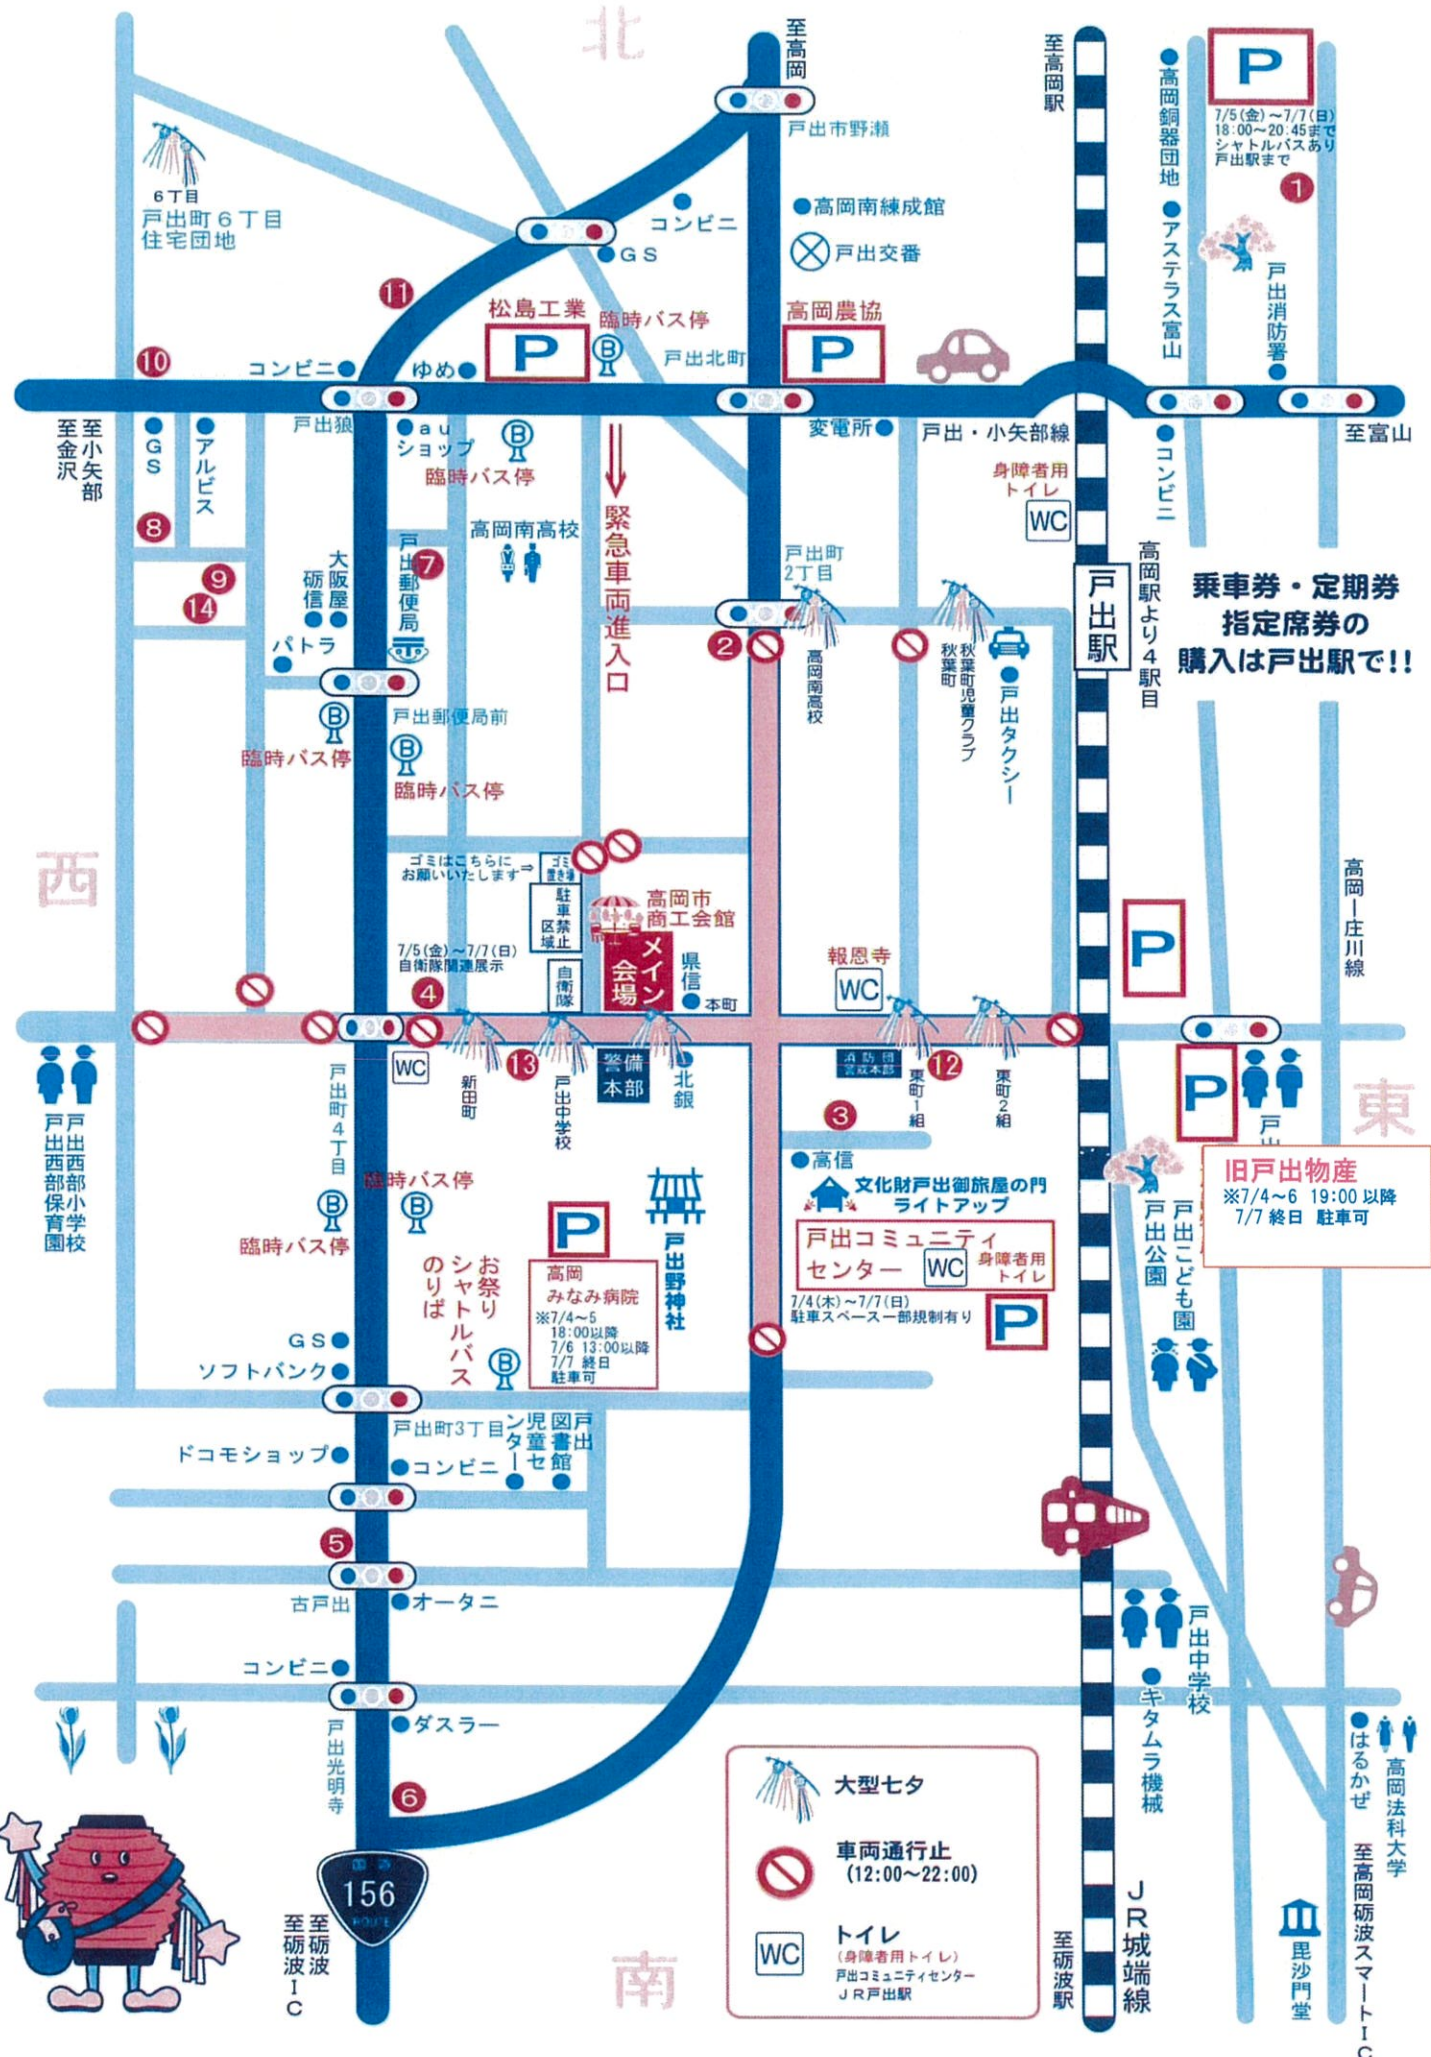 北
至高岡
至高岡駅
高岡銅器団地
P
7/5(金)～7/7(日)
18:00～20:45まで
シャトルバスあり
戸出駅まで
1
戸出市野瀬
6丁目
戸出町6丁目
住宅団地
コンビニ
GS
高岡南練成館
戸出交番
アステラス富山
戸出消防署
11
松島工業
P
臨時バス停
B
戸出北町
高岡農協
P
10
コンビニ
ゆめ
至小矢部
至金沢
GS
アルビス
戸出狼
au
ショップ
B
臨時バス停
変電所
戸出・小矢部線
コンビニ
至富山
身障者用
トイレ
WC
8
9
14
大阪屋
砺信
パトラ
戸出郵便局
7
高岡南高校
緊急車両進入口
戸出町
2丁目
2
高岡南高校
秋葉町児童クラブ
秋葉町
戸出タクシー
戸出駅
高岡駅より4駅目
乗車券・定期券
指定席券の
購入は戸出駅で!!
B
臨時バス停
戸出郵便局前
B
臨時バス停
西
ゴミはこちらに
お願いいたします⇒
ゴミ
置き場
駐車禁止
区域
高岡市
商工会館
メイン
会場
県信
本町
7/5(金)～7/7(日)
自衛隊関連展示
自衛隊
4
報恩寺
WC
P
高岡ー庄川線
戸出西部小学校
戸出西部保育園
戸出町4丁目
WC
新田町
13
戸出中学校
警備
本部
北銀
消防団
12
東町1組
東町2組
3
高信
P
東
旧戸出物産
※7/4～6 19:00以降
7/7 終日 駐車可
臨時バス停
B
B
臨時バス停
お祭り
シャトルバス
のりば
B
P
高岡
みなみ病院
※7/4～5
18:00以降
7/6 13:00以降
7/7 終日
駐車可
戸出野神社
文化財戸出御旅屋の門
ライトアップ
戸出コミュニティ
センター
WC
身障者用
トイレ
7/4(木)～7/7(日)
駐車スペース一部規制有り
P
戸出こども園
戸出公園
GS
ソフトバンク
戸出町3丁目
ドコモショップ
コンビニ
戸出
図書館
児童セ
ンター
5
古戸出
オータニ
コンビニ
ダスラー
戸出光明寺
6
国道
156
ROUTE
至砺波
至砺波IC
戸出中学校
キタムラ機械
はるかぜ
高岡法科大学
至高岡砺波スマートIC
毘沙門堂
JR城端線
至砺波駅
南
大型七夕
車両通行止
(12:00～22:00)
WC
トイレ
(身障者用トイレ)
戸出コミュニティセンター
JR戸出駅